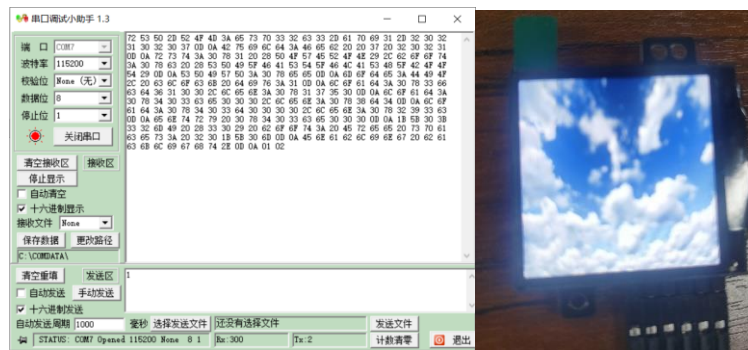 串口调试小助手 1.3
72 53 50 2D 52 4F 4D 3A 65 73 70 33 32 63 33 2D 61 70 69 31 2D 32 30 32
31 30 32 30 37 0D 0A 42 75 69 6C 64 3A 46 65 62 20 20 37 20 32 30 32 31
0D 0A 72 73 74 3A 30 78 31 20 28 50 4F 57 45 52 4F 4E 29 2C 62 6F 6F 74
3A 30 78 63 20 28 53 50 49 5F 46 41 53 54 5F 46 4C 41 53 48 5F 42 4F 4F
54 29 0D 0A 53 50 49 57 50 3A 30 78 65 65 0D 0A 6D 6F 64 65 3A 44 49 4F
2C 20 63 6C 6F 63 6B 20 64 69 76 3A 31 0D 0A 6C 6F 61 64 3A 30 78 33 66
63 64 36 31 30 30 2C 6C 65 6E 3A 30 78 31 37 35 30 0D 0A 6C 6F 61 64 3A
30 78 34 30 33 63 65 30 30 30 2C 6C 65 6E 3A 30 78 38 64 34 0D 0A 6C 6F
61 64 3A 30 78 34 30 33 64 30 30 30 30 2C 6C 65 6E 3A 30 78 32 39 33 63
0D 0A 65 6E 74 72 79 20 30 78 34 30 33 63 65 30 30 30 0D 0A 1B 5B 30 3B
33 32 6D 49 20 28 33 30 29 20 62 6F 6F 74 3A 20 45 72 65 65 20 73 70 61
63 65 73 3A 20 32 30 1B 5B 30 6D 0D 0A 45 6E 61 62 6C 69 6E 67 20 62 61
63 6B 6C 69 67 68 74 2E 0D 0A 01 02
端 口 COM7
波特率 115200
校验位 None (无)
数据位 8
停止位 1
关闭串口
清空接收区 接收区
停止显示
自动清空
十六进制显示
接收文件 None
保存数据 更改路径
C:\COMDATA\
清空重填 发送区 1
自动发送 手动发送
十六进制发送
自动发送周期 1000 毫秒 选择发送文件 还没有选择文件 发送文件
STATUS: COM7 Opened 115200 None 8 1 Rx:300 Tx:2 计数清零 退出